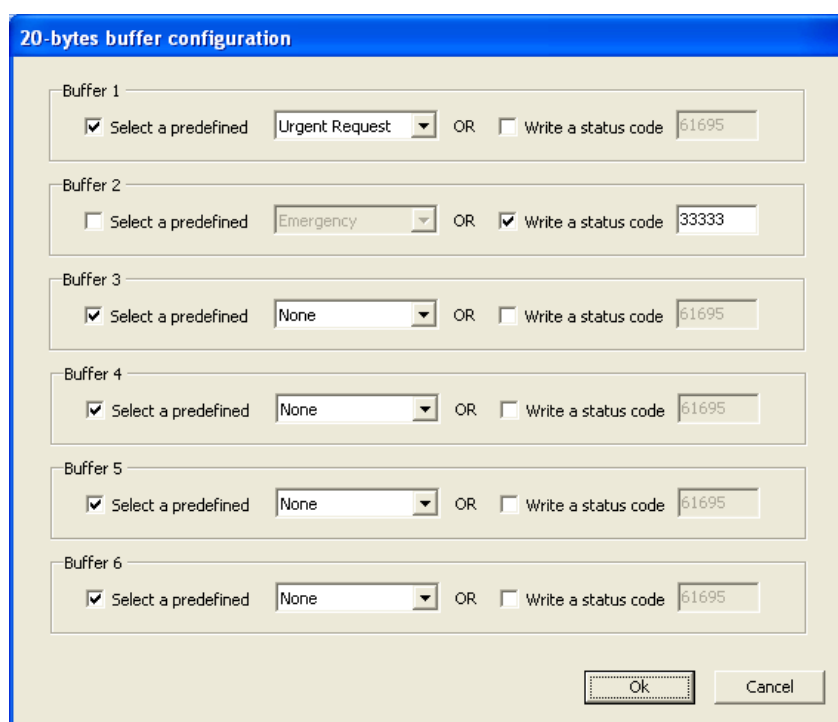 20-bytes buffer configuration
Buffer 1
Select a predefined Urgent Request OR Write a status code 61695
Buffer 2
Select a predefined Emergency OR Write a status code 33333
Buffer 3
Select a predefined None OR Write a status code 61695
Buffer 4
Select a predefined None OR Write a status code 61695
Buffer 5
Select a predefined None OR Write a status code 61695
Buffer 6
Select a predefined None OR Write a status code 61695
Ok Cancel